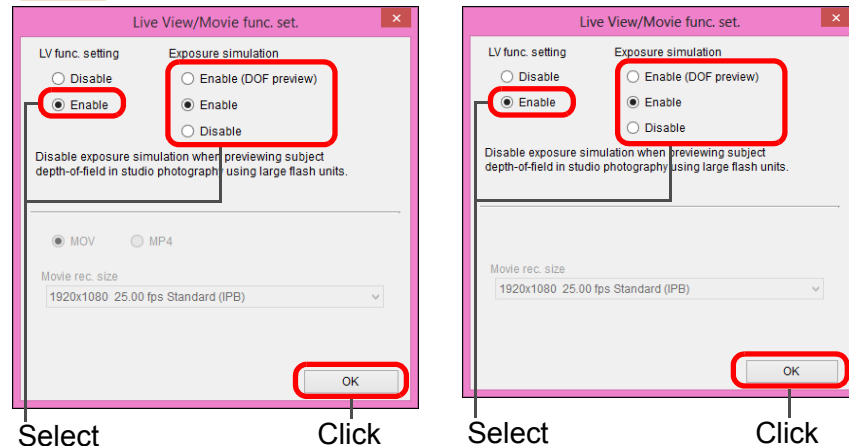 Live View/Movie func. set.
LV func. setting
Exposure simulation
Disable
Enable
Enable (DOF preview)
Enable
Disable
Disable exposure simulation when previewing subject
depth-of-field in studio photography using large flash units.
MOV
MP4
Movie rec. size
1920x1080 25.00 fps Standard (IPB)
OK
Select
Click
Live View/Movie func. set.
LV func. setting
Exposure simulation
Disable
Enable
Enable (DOF preview)
Enable
Disable
Disable exposure simulation when previewing subject
depth-of-field in studio photography using large flash units.
Movie rec. size
1920x1080 25.00 fps Standard (IPB)
OK
Select
Click